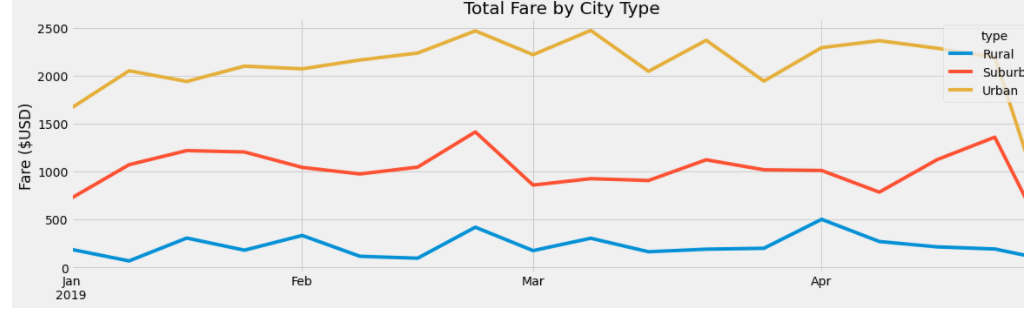 Total Fare by City Type
2500
2000
1500
1000
500
0
Fare ($USD)
Jan
2019
Feb
Mar
Apr
type
Rural
Suburb
Urban